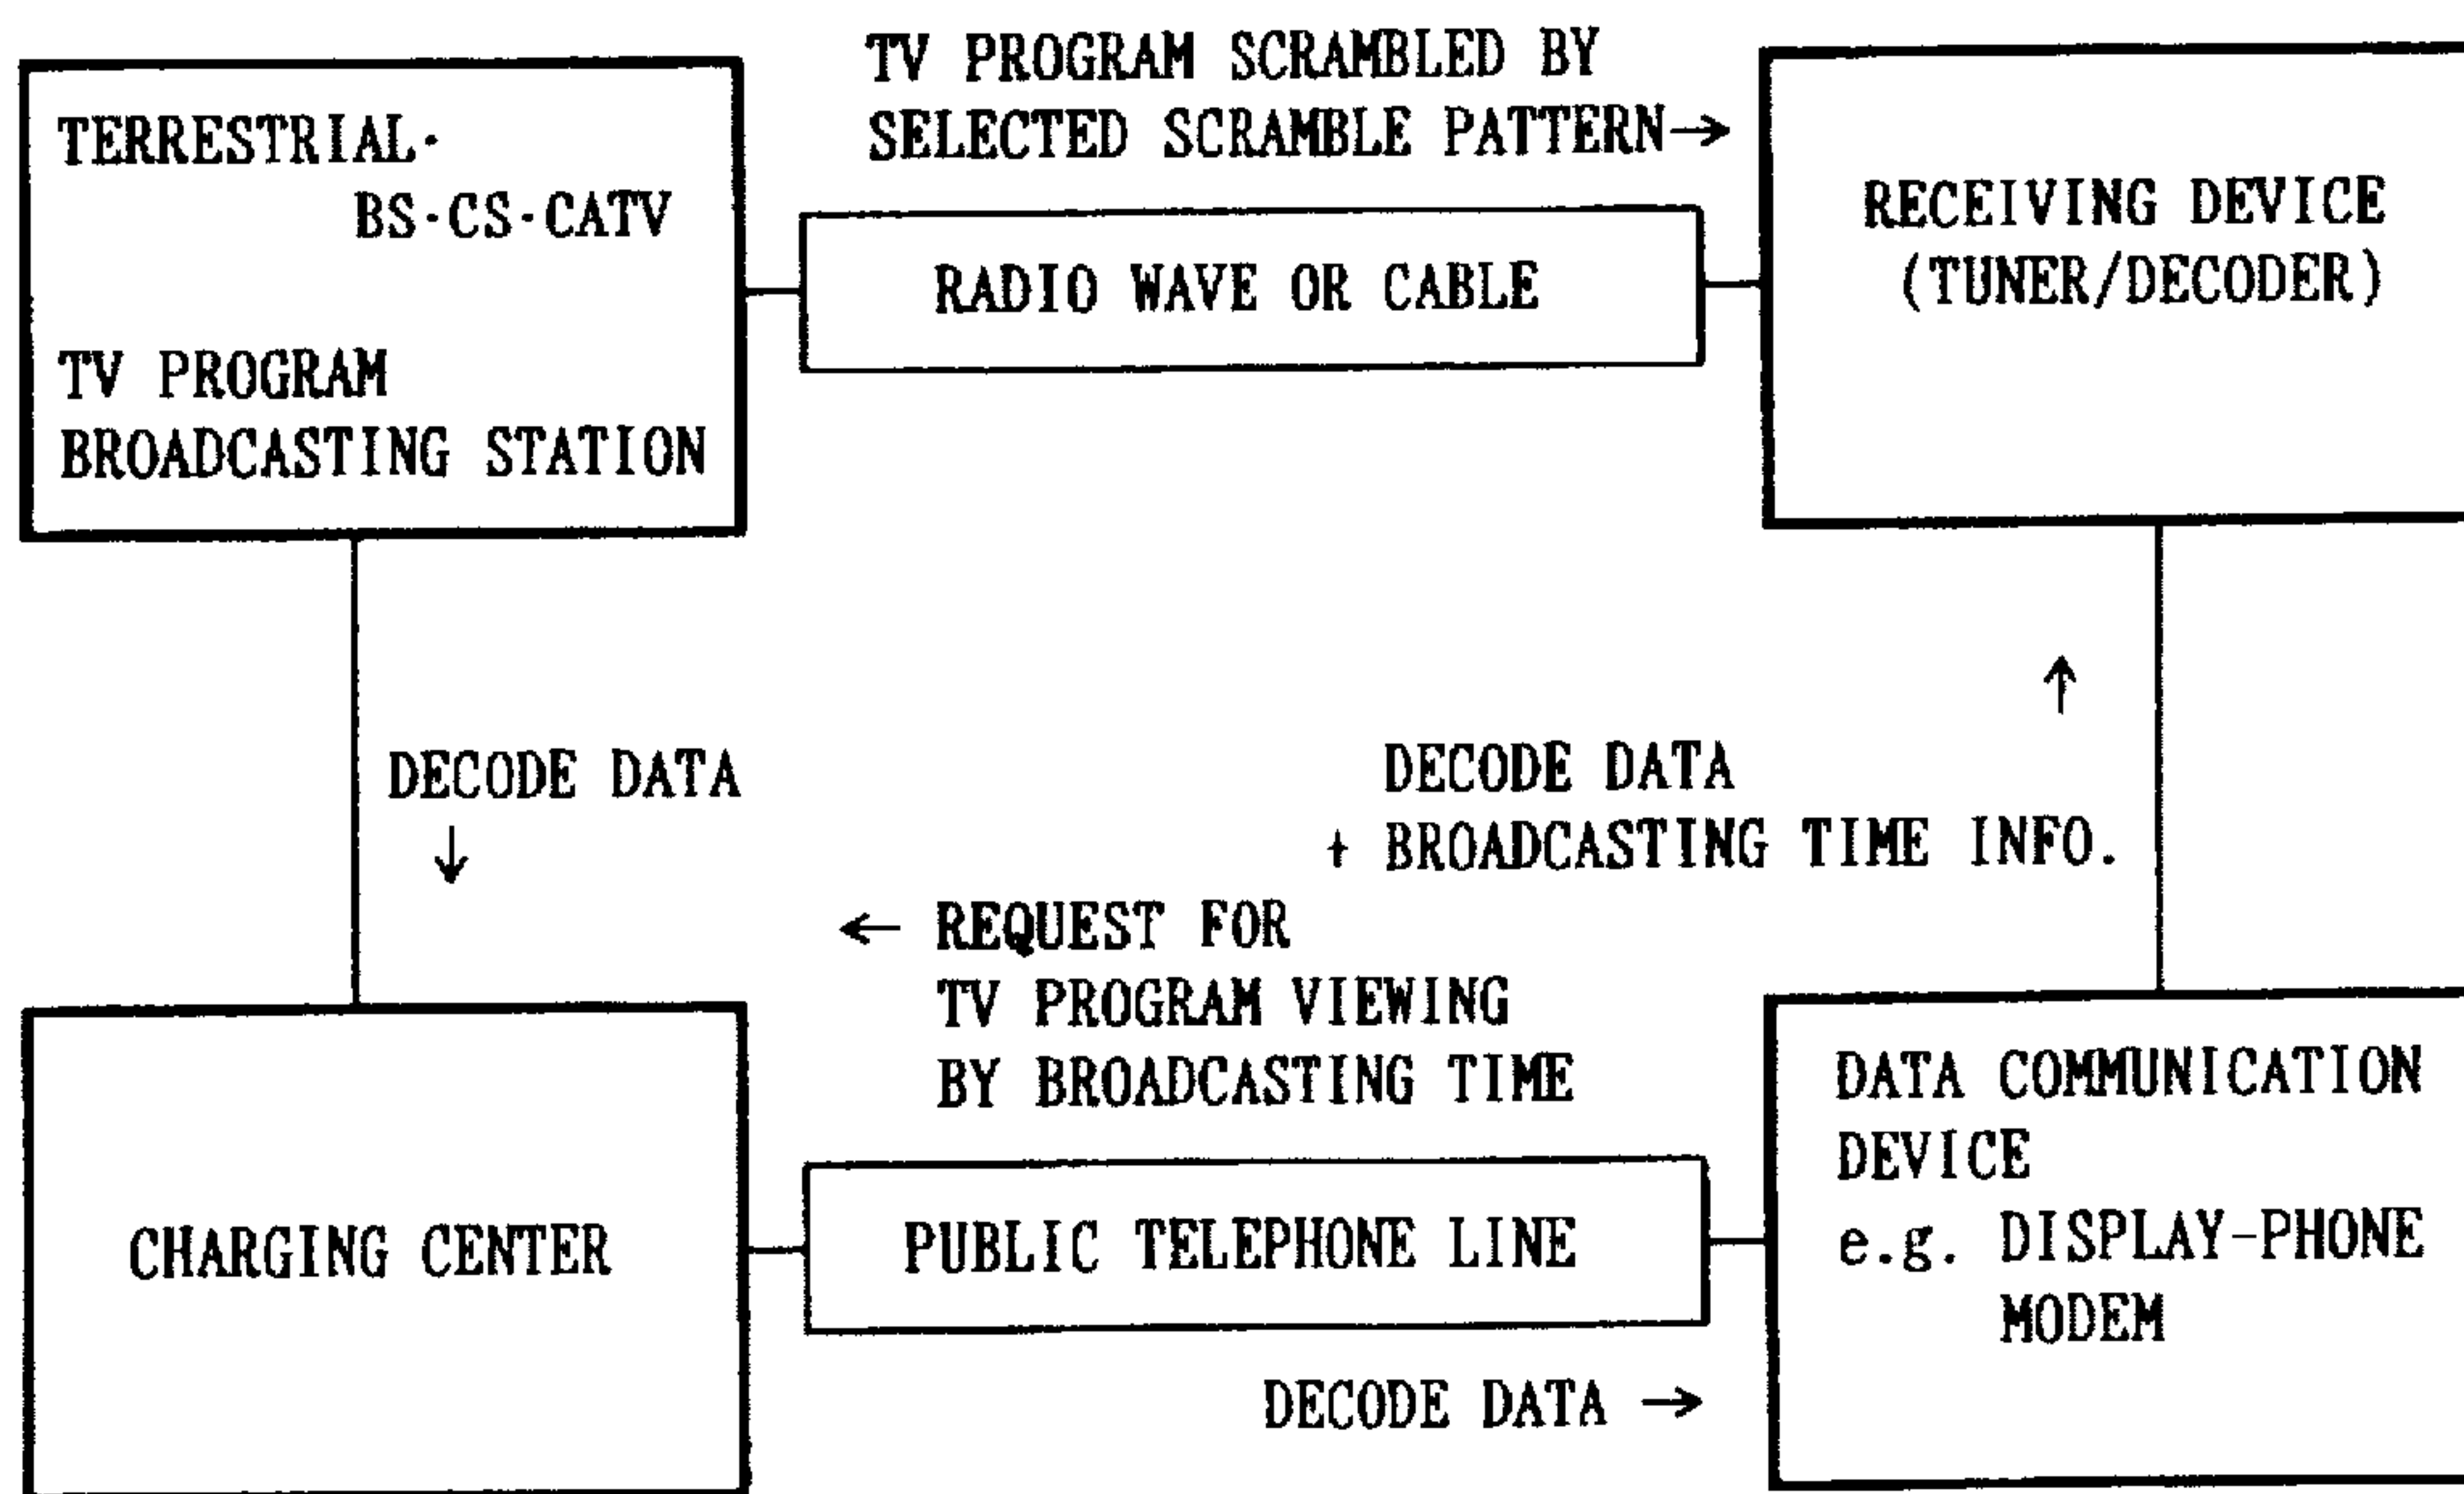 TERRESTRIAL·
BS·CS·CATV
TV PROGRAM
BROADCASTING STATION
TV PROGRAM SCRAMBLED BY
SELECTED SCRAMBLE PATTERN→
RADIO WAVE OR CABLE
RECEIVING DEVICE
(TUNER/DECODER)
DECODE DATA
↓
↑
DECODE DATA
+ BROADCASTING TIME INFO.
← REQUEST FOR
TV PROGRAM VIEWING
BY BROADCASTING TIME
CHARGING CENTER
PUBLIC TELEPHONE LINE
DECODE DATA →
DATA COMMUNICATION
DEVICE
e.g. DISPLAY-PHONE
MODEM